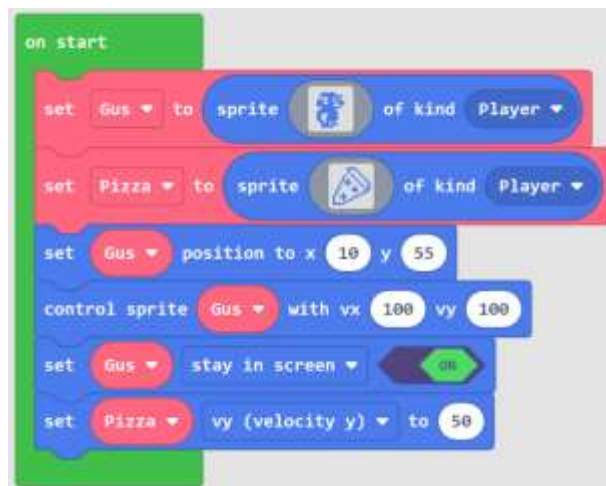 on start
set Gus to sprite of kind Player
set Pizza to sprite of kind Player
set Gus position to x 10 y 55
control sprite Gus with vx 100 vy 100
set Gus stay in screen ON
set Pizza vy (velocity y) to 50